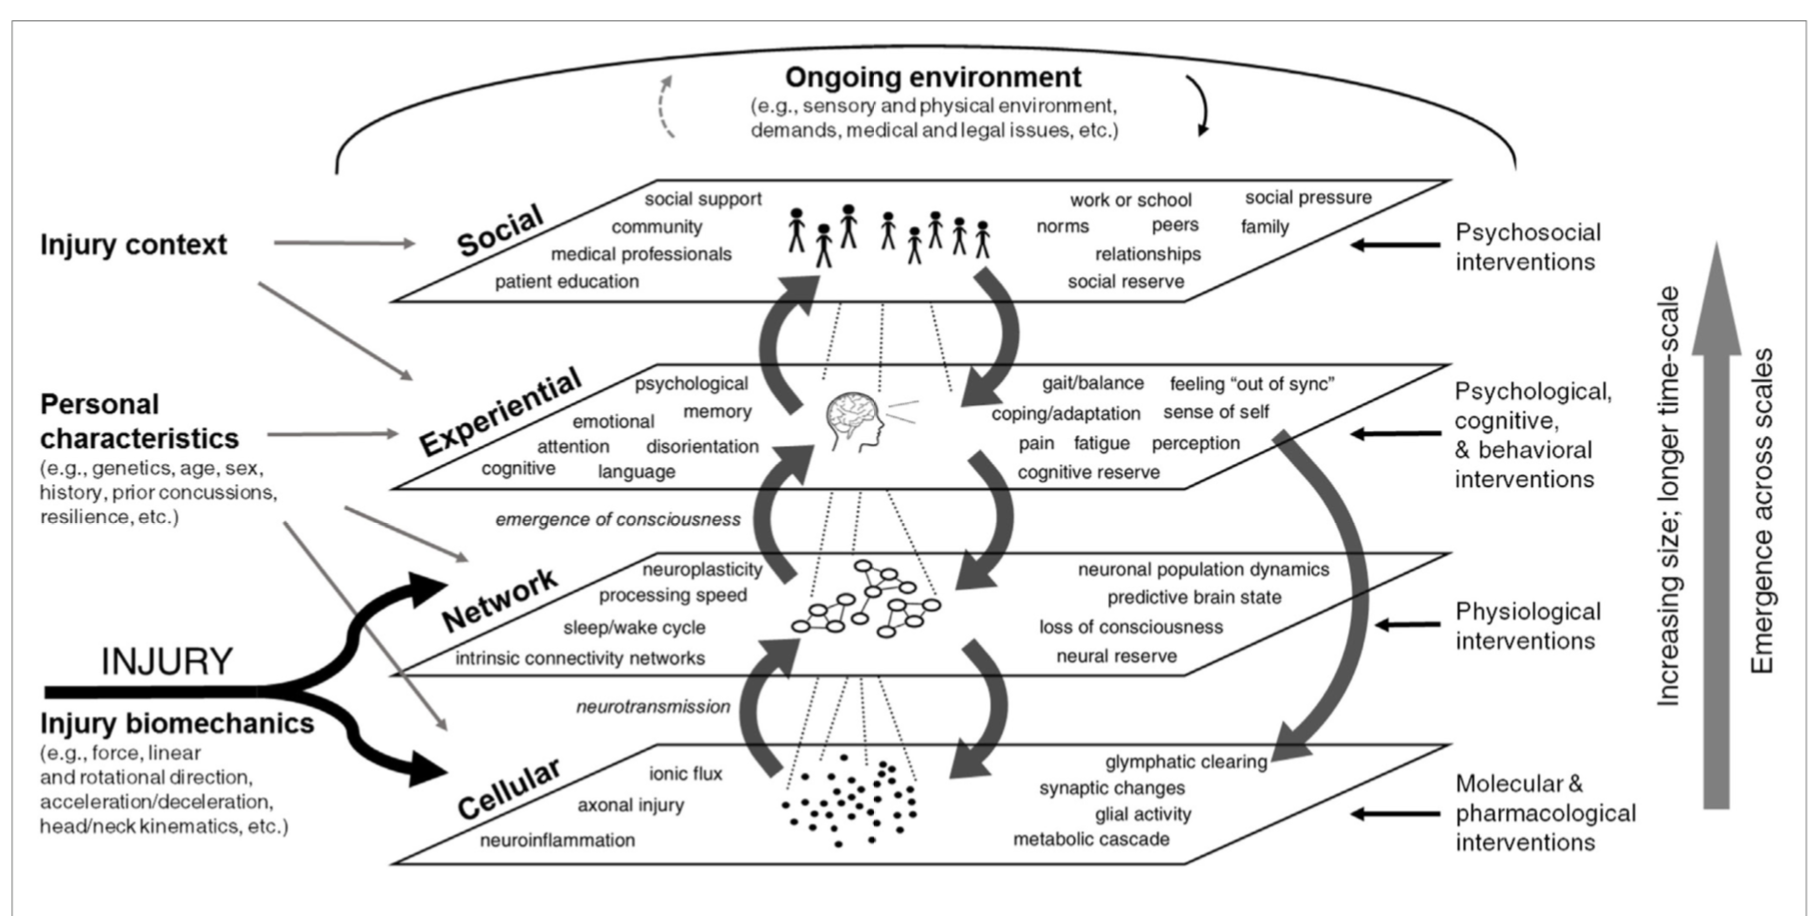 Ongoing environment
(e.g., sensory and physical environment,
demands, medical and legal issues, etc.)
Injury context
Personal
characteristics
(e.g., genetics, age, sex,
history, prior concussions,
resilience, etc.)
INJURY
Injury biomechanics
(e.g., force, linear
and rotational direction,
acceleration/deceleration,
head/neck kinematics, etc.)
Social
social support
community
medical professionals
patient education
work or school
social pressure
norms
peers
family
relationships
social reserve
Psychosocial
interventions
Experiential
psychological
memory
emotional
attention
disorientation
cognitive
language
gait/balance
feeling “out of sync”
coping/adaptation
sense of self
pain
fatigue
perception
cognitive reserve
Psychological,
cognitive,
& behavioral
interventions
emergence of consciousness
Network
neuroplasticity
processing speed
sleep/wake cycle
intrinsic connectivity networks
neuronal population dynamics
predictive brain state
loss of consciousness
neural reserve
Physiological
interventions
neurotransmission
Cellular
ionic flux
axonal injury
neuroinflammation
glymphatic clearing
synaptic changes
glial activity
metabolic cascade
Molecular &
pharmacological
interventions
Increasing size; longer time-scale
Emergence across scales